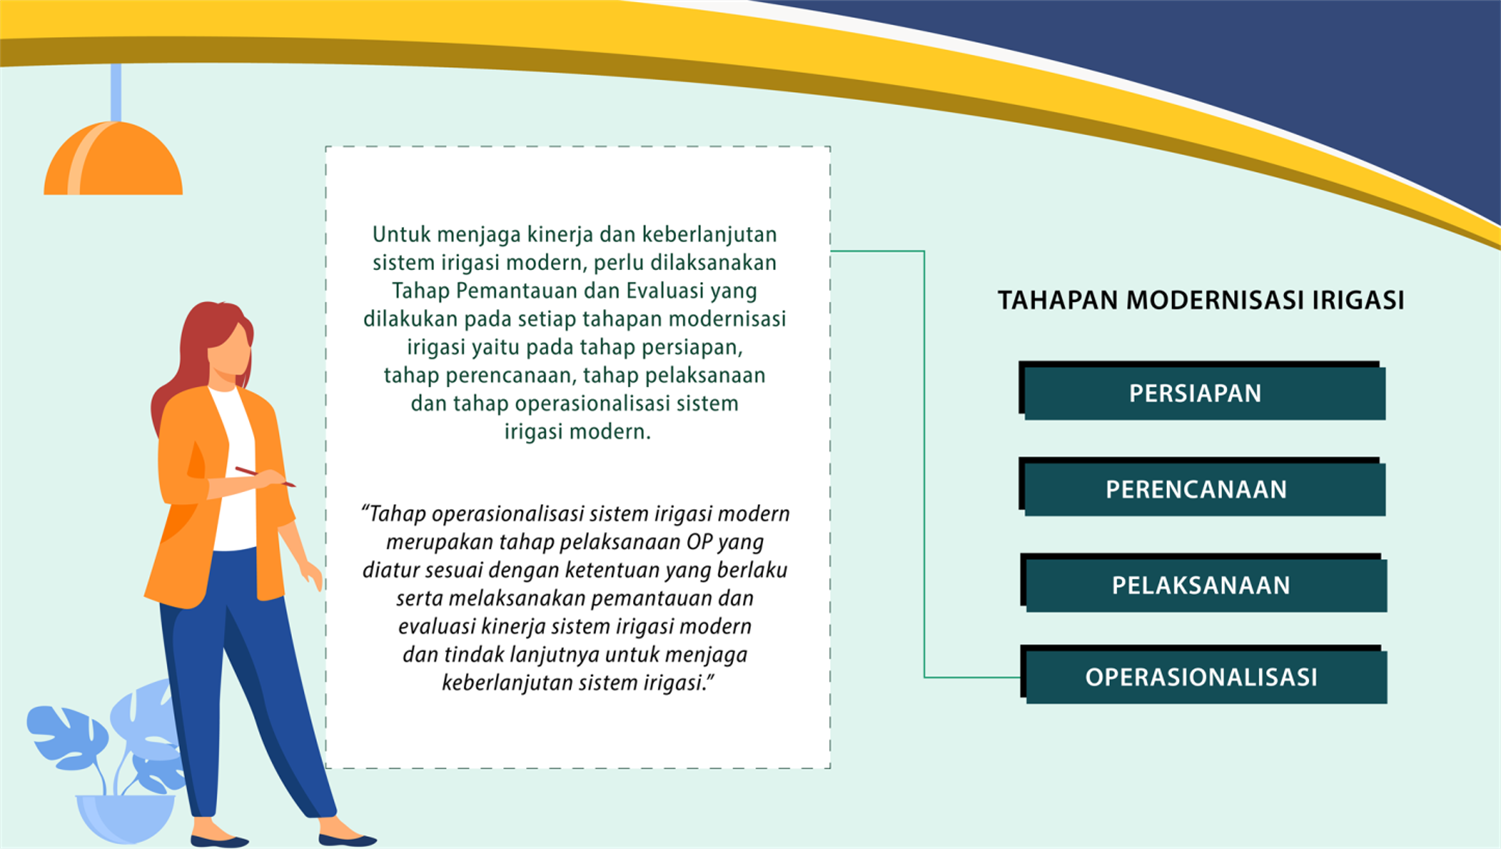 Untuk menjaga kinerja dan keberlanjutan
sistem irigasi modern, perlu dilaksanakan
Tahap Pemantauan dan Evaluasi yang
dilakukan pada setiap tahapan modernisasi
irigasi yaitu pada tahap persiapan,
tahap perencanaan, tahap pelaksanaan
dan tahap operasionalisasi sistem
irigasi modern.
“Tahap operasionalisasi sistem irigasi modern
merupakan tahap pelaksanaan OP yang
diatur sesuai dengan ketentuan yang berlaku
serta melaksanakan pemantauan dan
evaluasi kinerja sistem irigasi modern
dan tindak lanjutnya untuk menjaga
keberlanjutan sistem irigasi.”
TAHAPAN MODERNISASI IRIGASI
PERSIAPAN
PERENCANAAN
PELAKSANAAN
OPERASIONALISASI